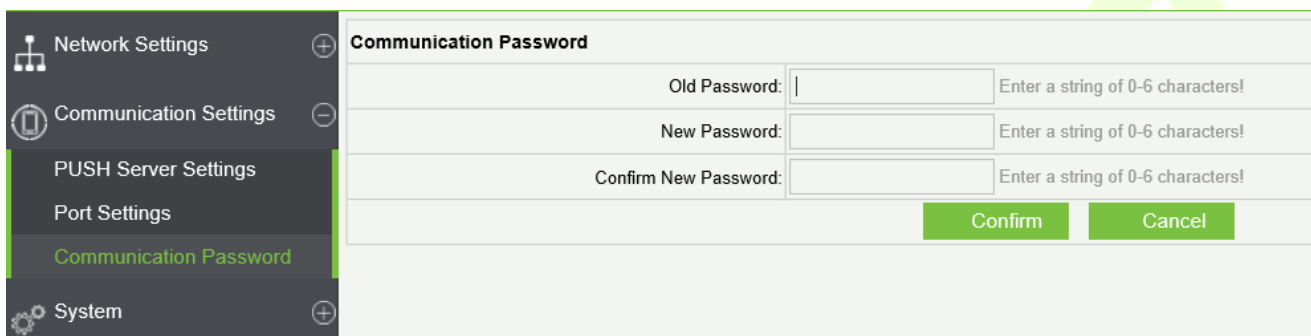 Network Settings
Communication Settings
PUSH Server Settings
Port Settings
Communication Password
System
Communication Password
Old Password: Enter a string of 0-6 characters!
New Password: Enter a string of 0-6 characters!
Confirm New Password: Enter a string of 0-6 characters!
Confirm Cancel